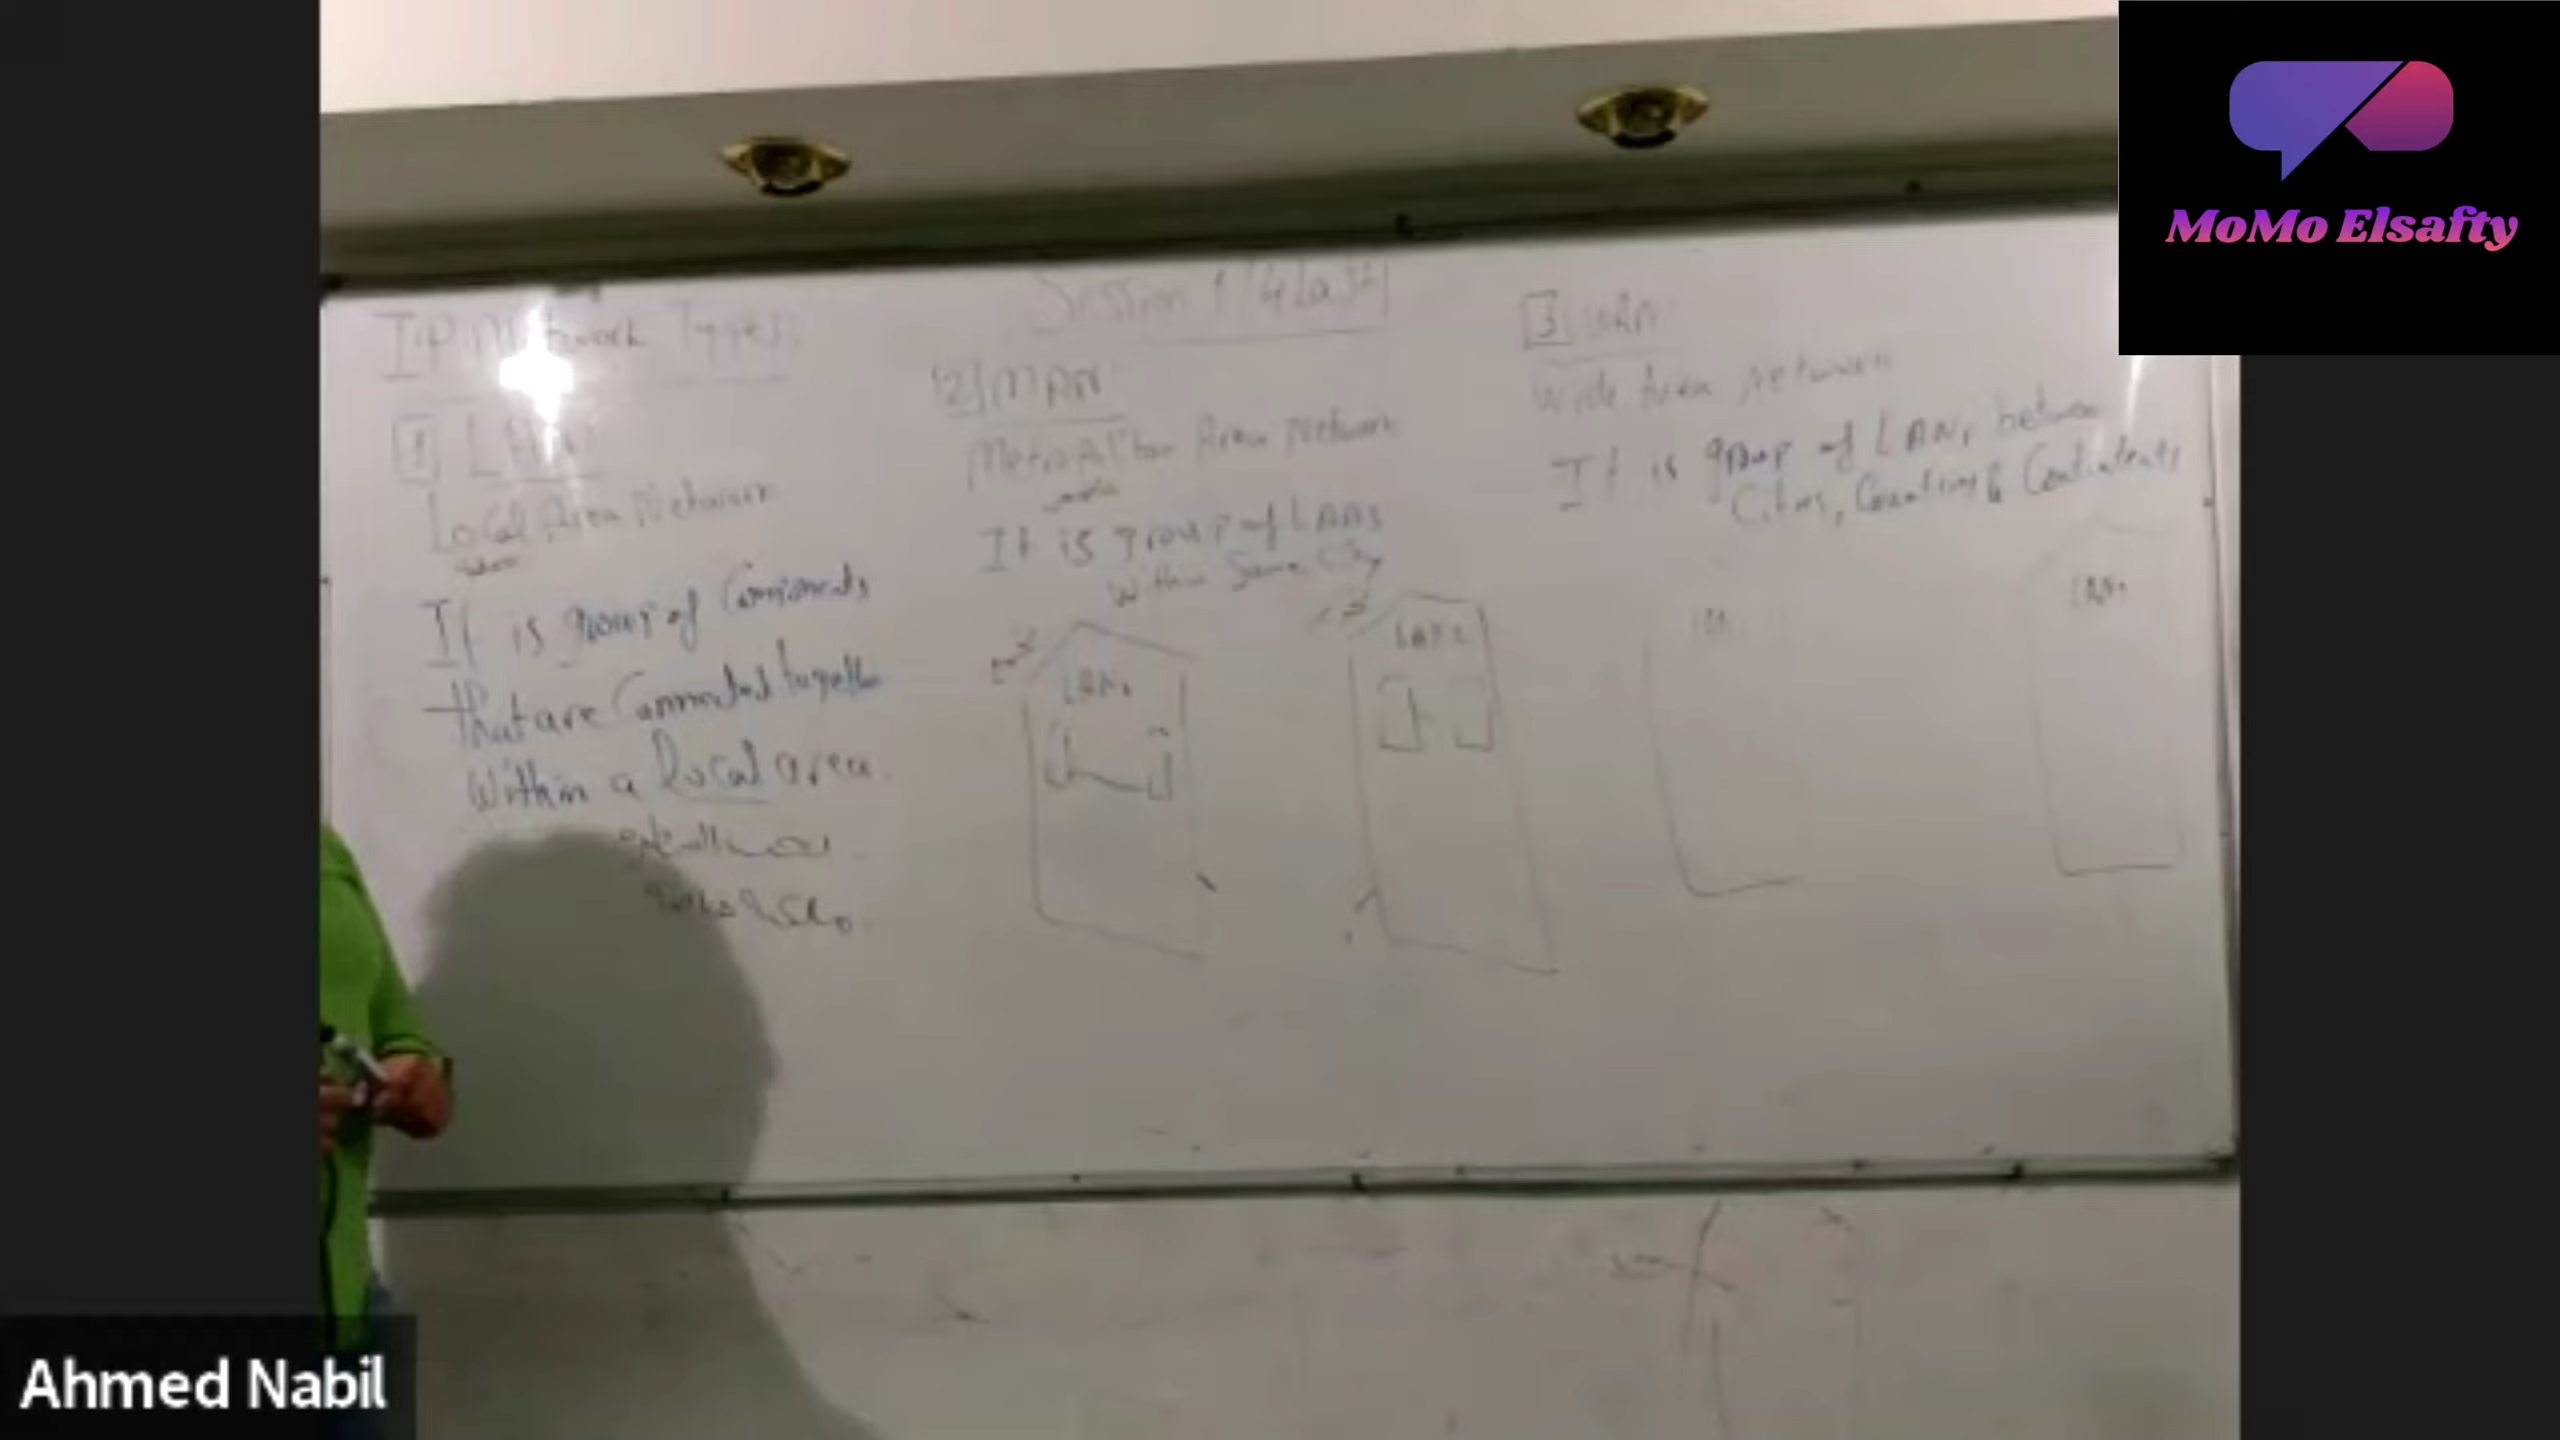 Session 1
IP Network Types
1 LAN
Local Area Network
It is group of Components
that are Connected together
Within a local area.
2 MAN
Metropolitan Area Network
It is group of LANs
Within Same City
LAN1
LAN2
3 WAN
Wide Area Network
It is group of LANs between
Cities, Countries & Continents
LAN
MoMo Elsafty
Ahmed Nabil